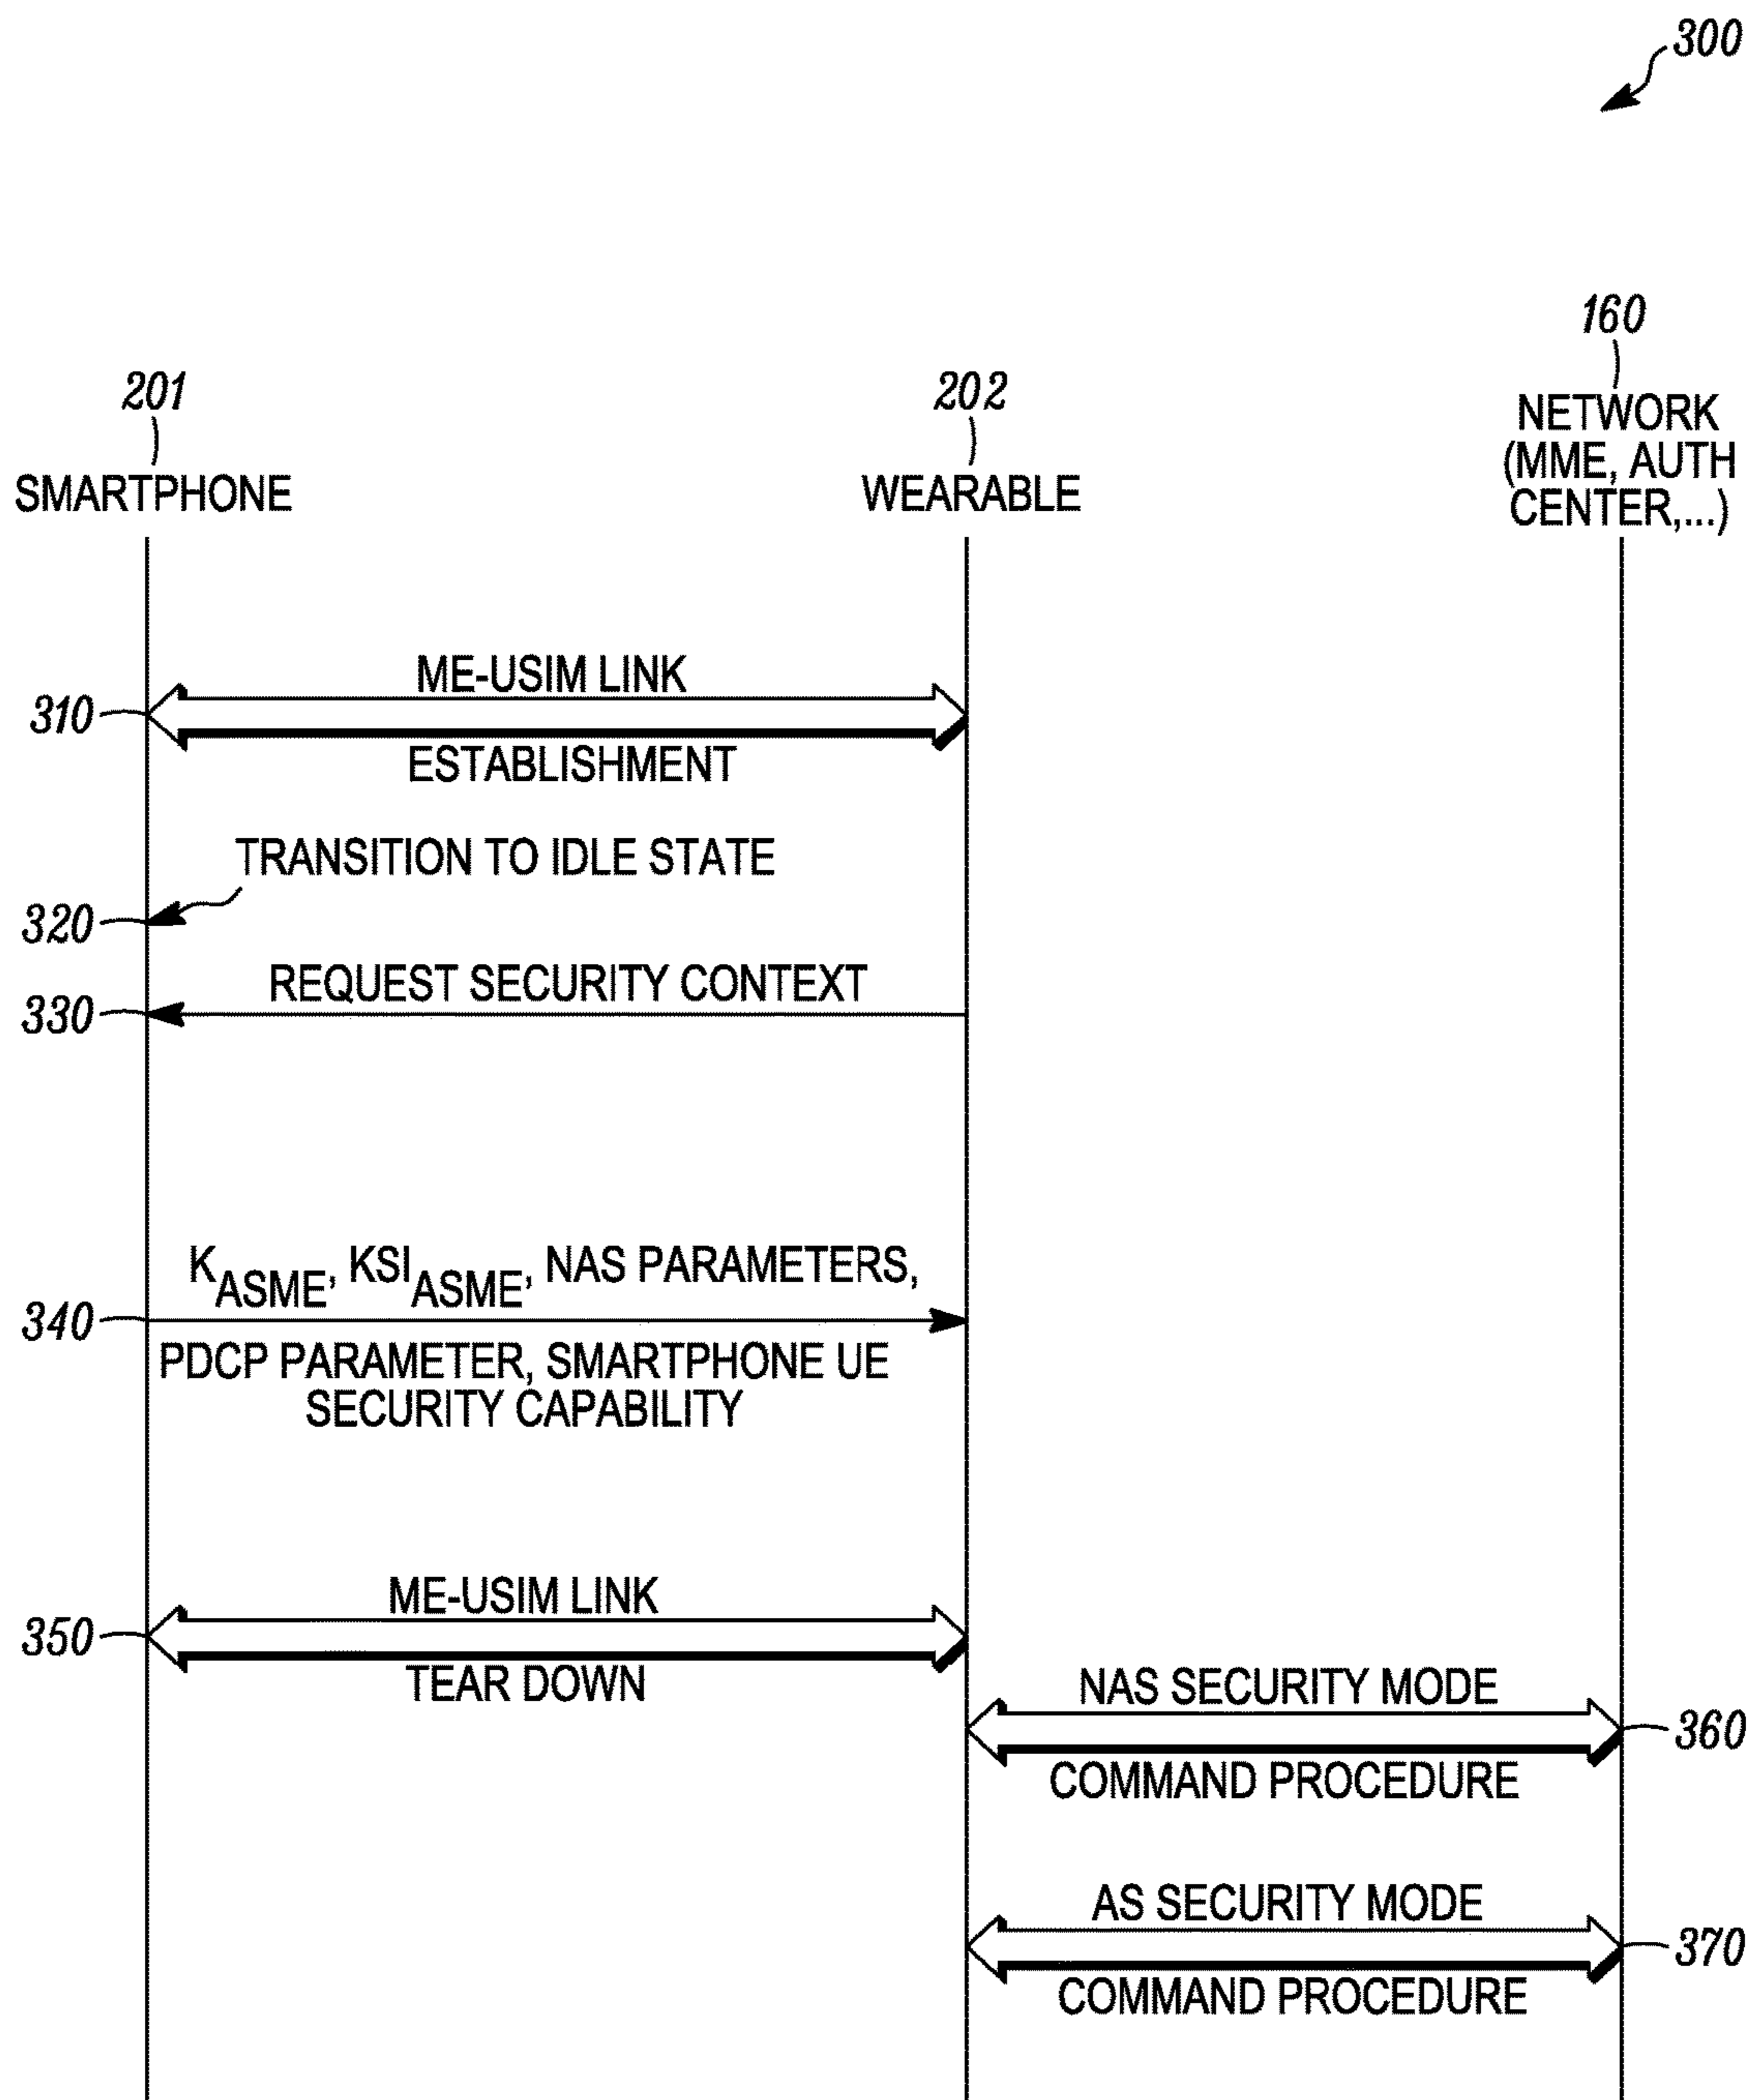 300
160
201
202
NETWORK
(MME, AUTH
CENTER,...)
SMARTPHONE
WEARABLE
ME-USIM LINK
310
ESTABLISHMENT
TRANSITION TO IDLE STATE
320
REQUEST SECURITY CONTEXT
330
KASME, KSIASME, NAS PARAMETERS,
340
PDCP PARAMETER, SMARTPHONE UE
SECURITY CAPABILITY
ME-USIM LINK
350
TEAR DOWN
NAS SECURITY MODE
360
COMMAND PROCEDURE
AS SECURITY MODE
370
COMMAND PROCEDURE